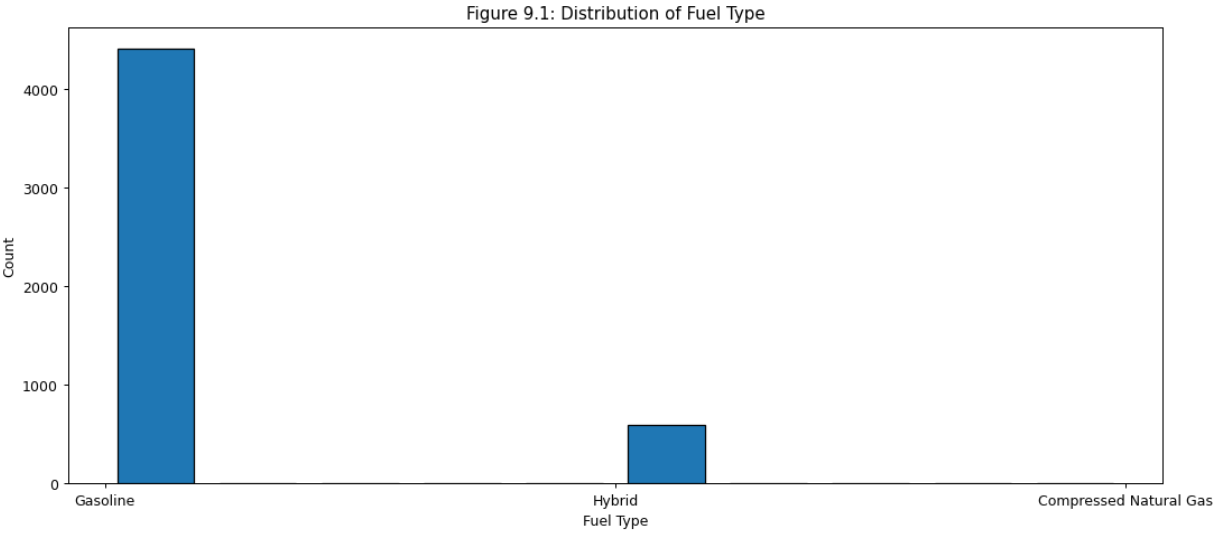 Figure 9.1: Distribution of Fuel Type
4000
3000
2000
1000
0
Count
Gasoline Hybrid Compressed Natural Gas
Fuel Type